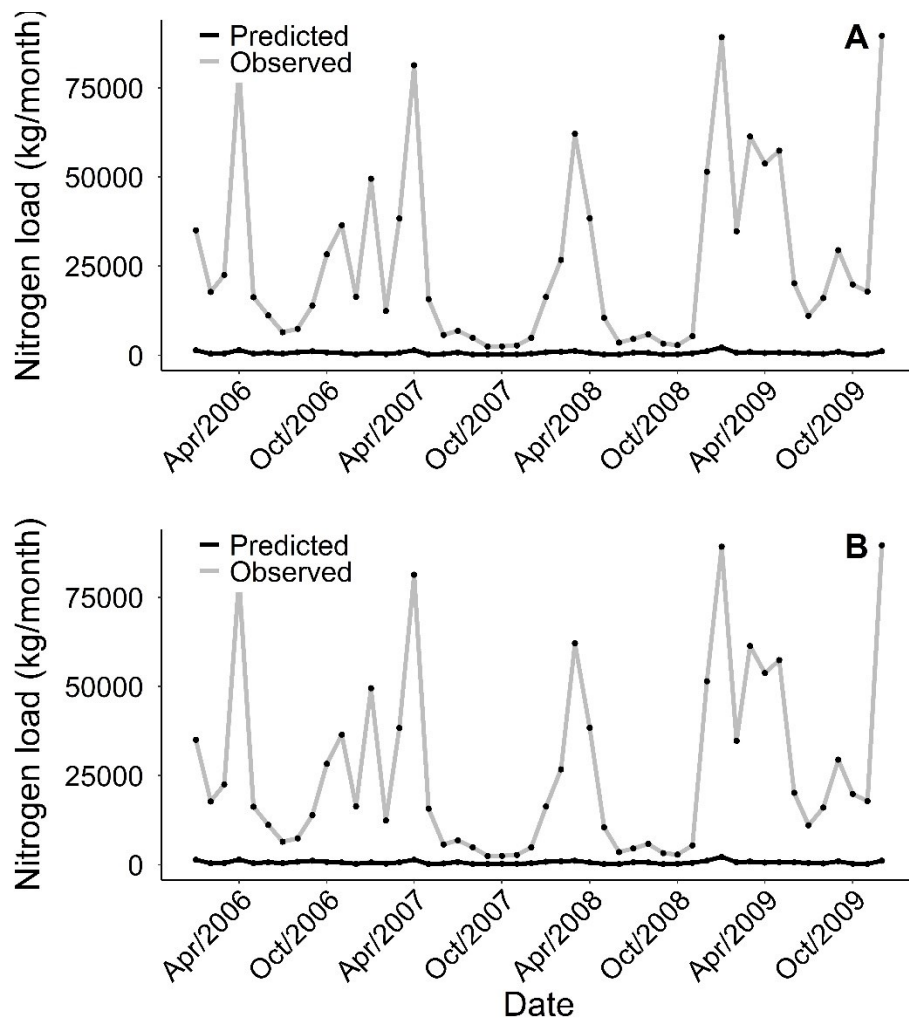 A
Predicted
Observed
Nitrogen load (kg/month)
75000
50000
25000
0
Apr/2006
Oct/2006
Apr/2007
Oct/2007
Apr/2008
Oct/2008
Apr/2009
Oct/2009
B
Predicted
Observed
Nitrogen load (kg/month)
75000
50000
25000
0
Apr/2006
Oct/2006
Apr/2007
Oct/2007
Apr/2008
Oct/2008
Apr/2009
Oct/2009
Date